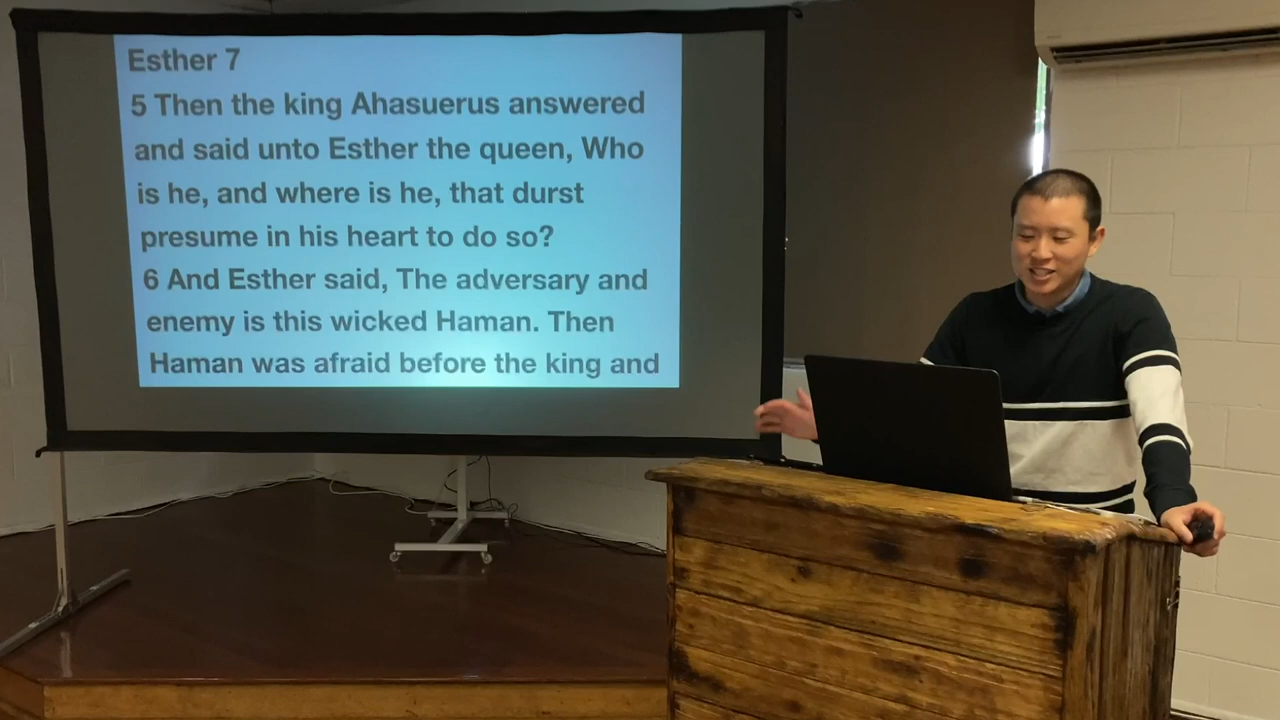 Esther 7
5 Then the king Ahasuerus answered
and said unto Esther the queen, Who
is he, and where is he, that durst
presume in his heart to do so?
6 And Esther said, The adversary and
enemy is this wicked Haman. Then
Haman was afraid before the king and